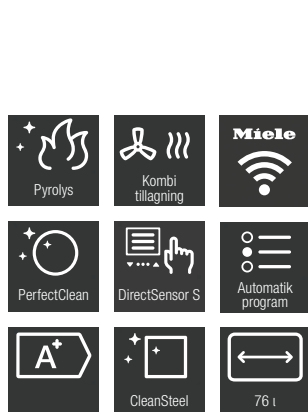 Pyrolys
Kombi
tillagning
Miele
PerfectClean
DirectSensor S
Automatik
program
A+
CleanSteel
76 l